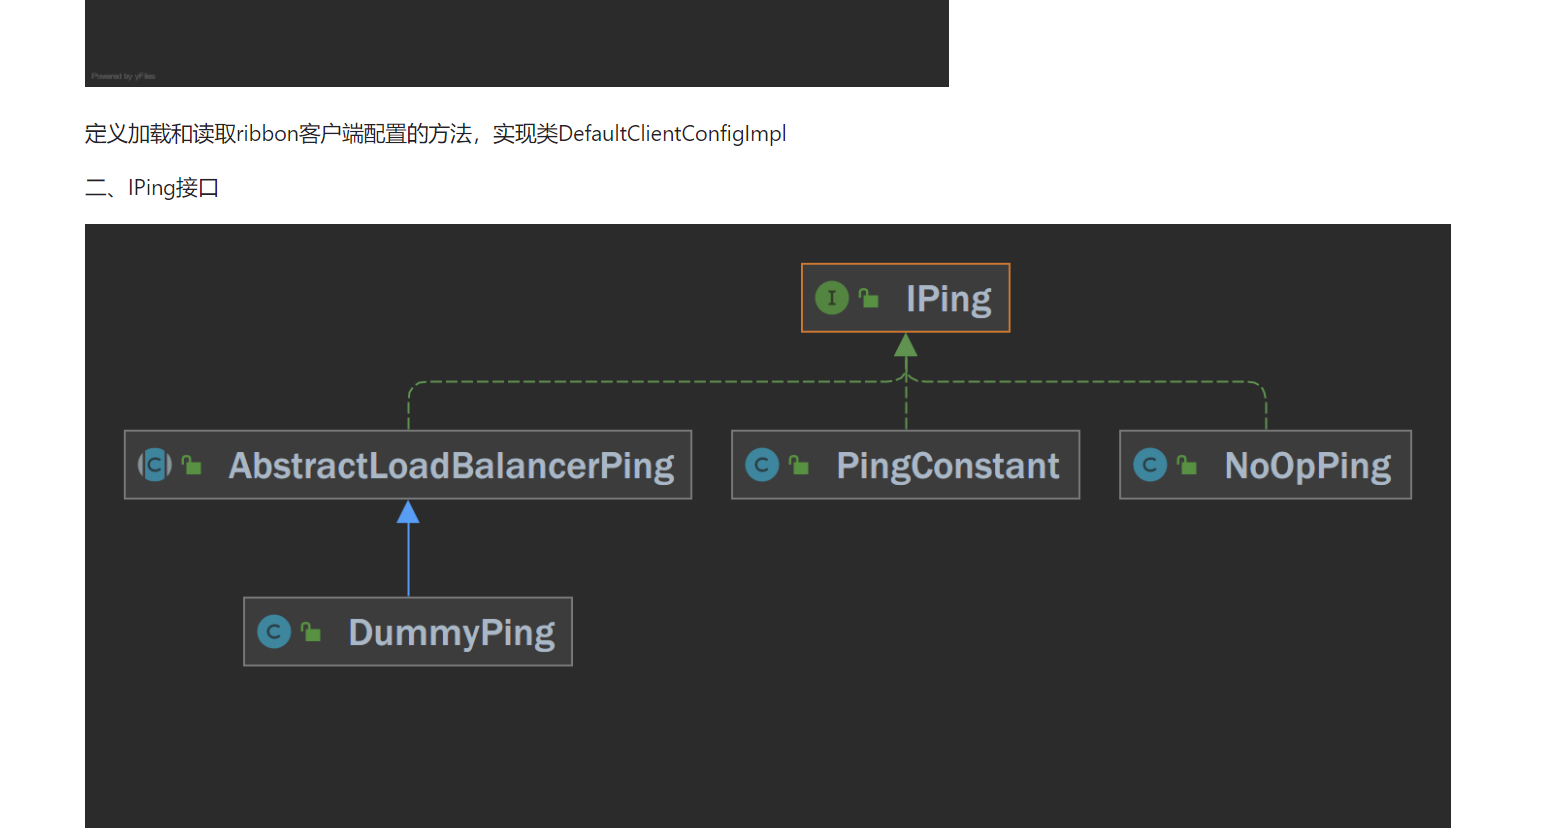 Powered by yFiles
定义加载和读取ribbon客户端配置的方法，实现类DefaultClientConfigImpl
二、IPing接口
I IPing
C AbstractLoadBalancerPing
C PingConstant
C NoOpPing
C DummyPing